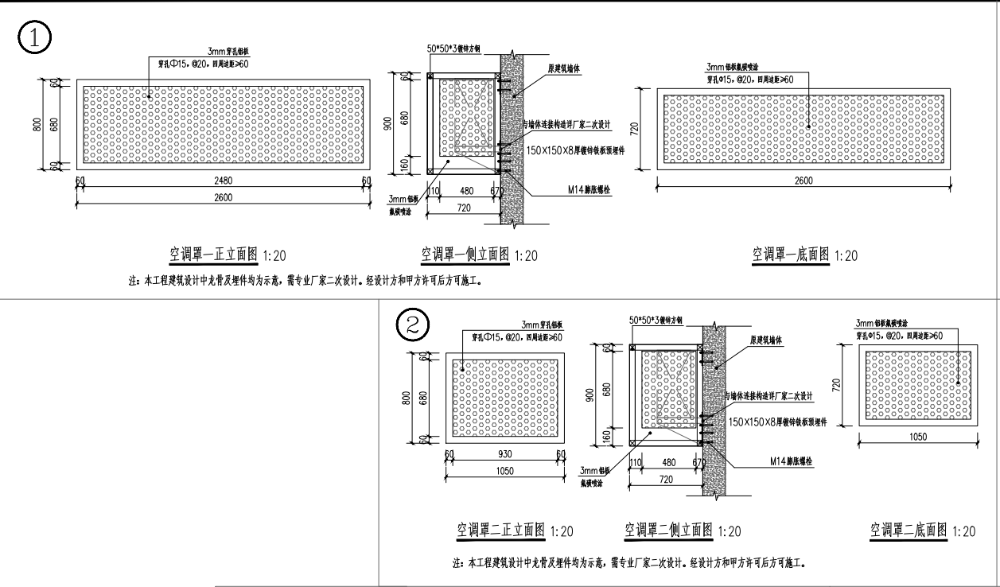 1
3mm穿孔铝板
穿孔Φ15，@20，四周边距≥60
60
680
60
800
60
2480
60
2600
空调罩一正立面图 1:20
50*50*3镀锌方钢
原建筑墙体
与墙体连接构造详厂家二次设计
150×150×8厚镀锌铁板预埋件
M14膨胀螺栓
3mm铝板
氟碳喷涂
60
680
160
900
110
480
670
720
空调罩一侧立面图 1:20
3mm铝板氟碳喷涂
穿孔Φ15，@20，四周边距≥60
720
2600
空调罩一底面图 1:20
注：本工程建筑设计中龙骨及埋件均为示意，需专业厂家二次设计。经设计方和甲方许可后方可施工。
2
3mm穿孔铝板
穿孔Φ15，@20，四周边距≥60
60
680
60
800
60
930
60
1050
空调罩二正立面图 1:20
50*50*3镀锌方钢
原建筑墙体
与墙体连接构造详厂家二次设计
150×150×8厚镀锌铁板预埋件
M14膨胀螺栓
3mm铝板
氟碳喷涂
60
680
160
900
110
480
670
720
空调罩二侧立面图 1:20
3mm铝板氟碳喷涂
穿孔Φ15，@20，四周边距≥60
720
1050
空调罩二底面图 1:20
注：本工程建筑设计中龙骨及埋件均为示意，需专业厂家二次设计。经设计方和甲方许可后方可施工。